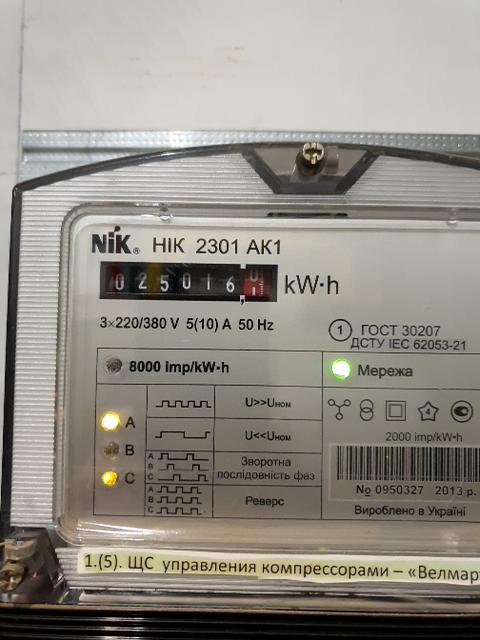 NiK® НІК 2301 АК1
025016 kW·h
3×220/380 V 5(10) A 50 Hz
1 ГОСТ 30207
ДСТУ IEC 62053-21
8000 imp/kW·h
Мережа
A
B
C
U>>Uном
U<<Uном
A
B
C
Зворотна
послідовність фаз
A
B
C
Реверс
4
2000 imp/kW·h
№ 0950327 2013 р.
Вироблено в Україні
1.(5). ЩС управления компрессорами – «Велмар